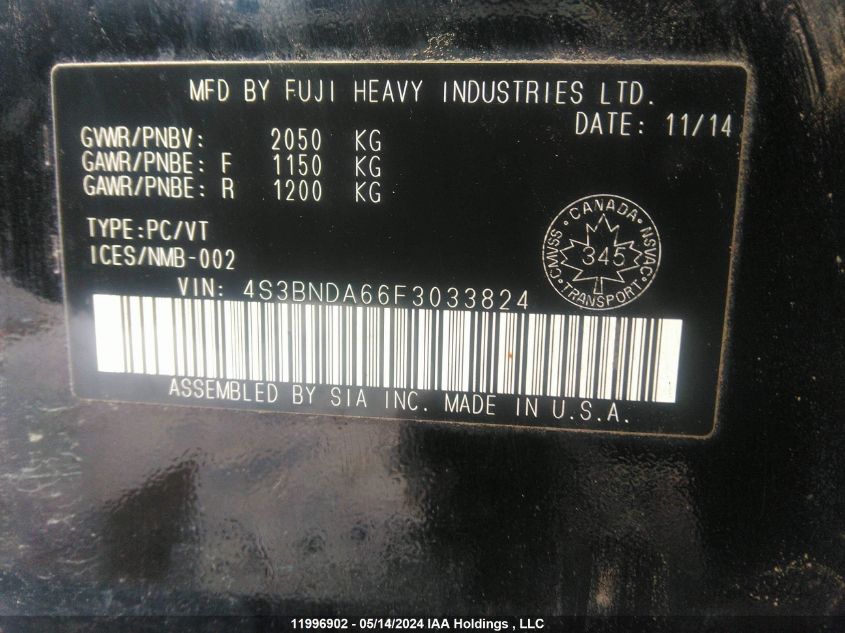 MFD BY FUJI HEAVY INDUSTRIES LTD.
DATE: 11/14
GVWR/PNBV: 2050 KG
GAWR/PNBE: F 1150 KG
GAWR/PNBE: R 1200 KG
TYPE:PC/VT
ICES/NMB-002
CANADA
CMVSS 345 NSVAC
TRANSPORT
VIN: 4S3BNDA66F3033824
ASSEMBLED BY SIA INC. MADE IN U.S.A.
11996902 - 05/14/2024 IAA Holdings , LLC